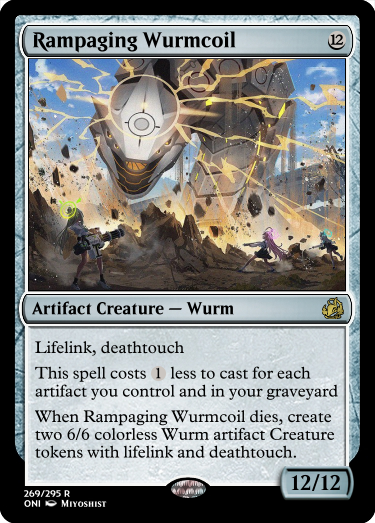 Rampaging Wurmcoil 12
Artifact Creature — Wurm
Lifelink, deathtouch
This spell costs 1 less to cast for each
artifact you control and in your graveyard
When Rampaging Wurmcoil dies, create
two 6/6 colorless Wurm artifact Creature
tokens with lifelink and deathtouch.
12/12
269/295 R
ONI Miyoshist